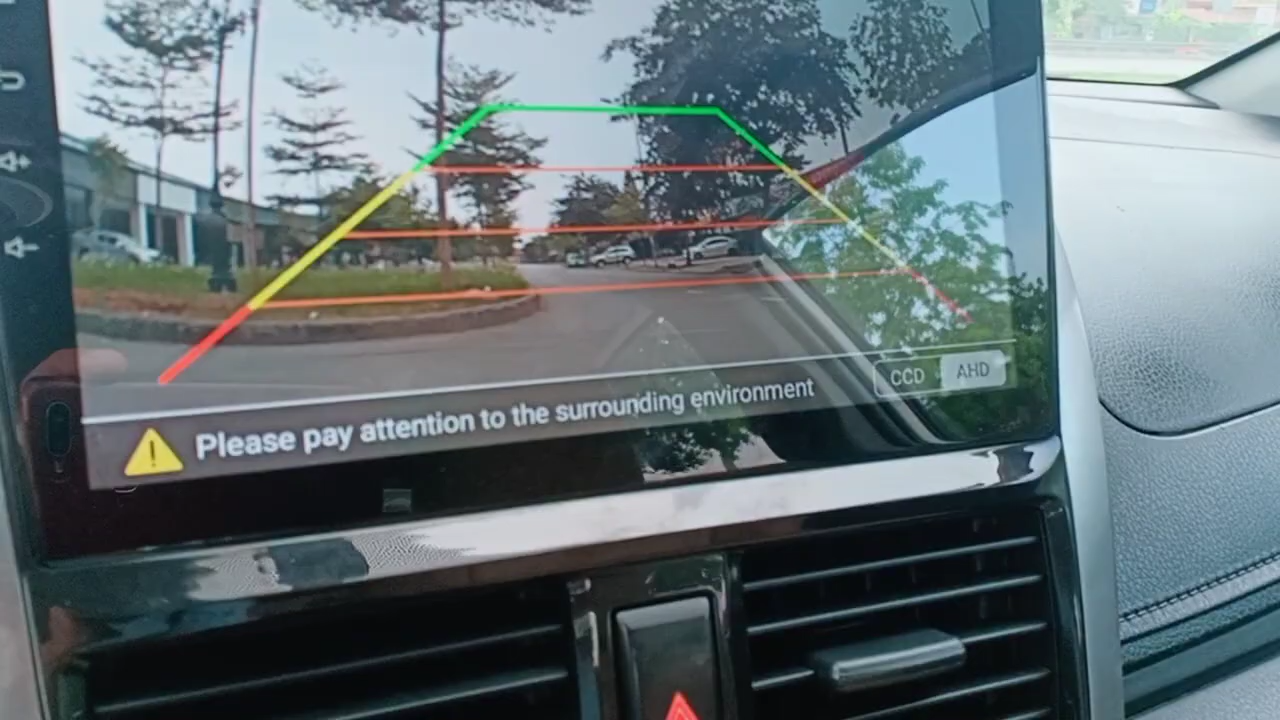 Please pay attention to the surrounding environment
CCD AHD